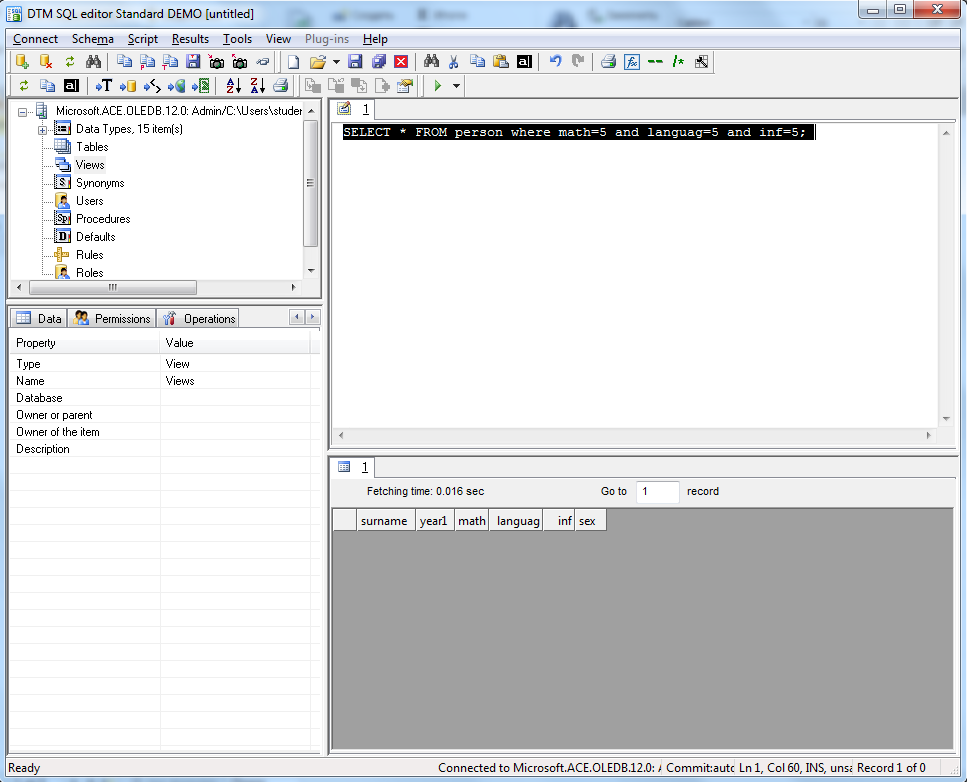 DTM SQL editor Standard DEMO [untitled]
Connect Schema Script Results Tools View Plug-ins Help
Microsoft.ACE.OLEDB.12.0: Admin/C:\Users\studer
Data Types, 15 item(s)
Tables
Views
Synonyms
Users
Procedures
Defaults
Rules
Roles
Data Permissions Operations
Property Value
Type View
Name Views
Database
Owner or parent
Owner of the item
Description
1
SELECT * FROM person where math=5 and languag=5 and inf=5;
1
Fetching time: 0.016 sec Go to 1 record
surname year1 math languag inf sex
Ready Connected to Microsoft.ACE.OLEDB.12.0: A Commit:auto Ln 1, Col 60, INS, unsa Record 1 of 0